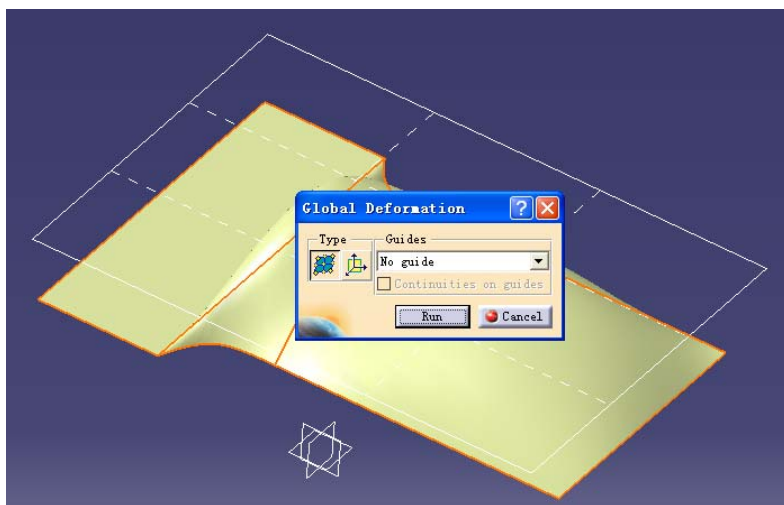 Global Deformation
Type
Guides
No guide
Continuities on guides
Run
Cancel